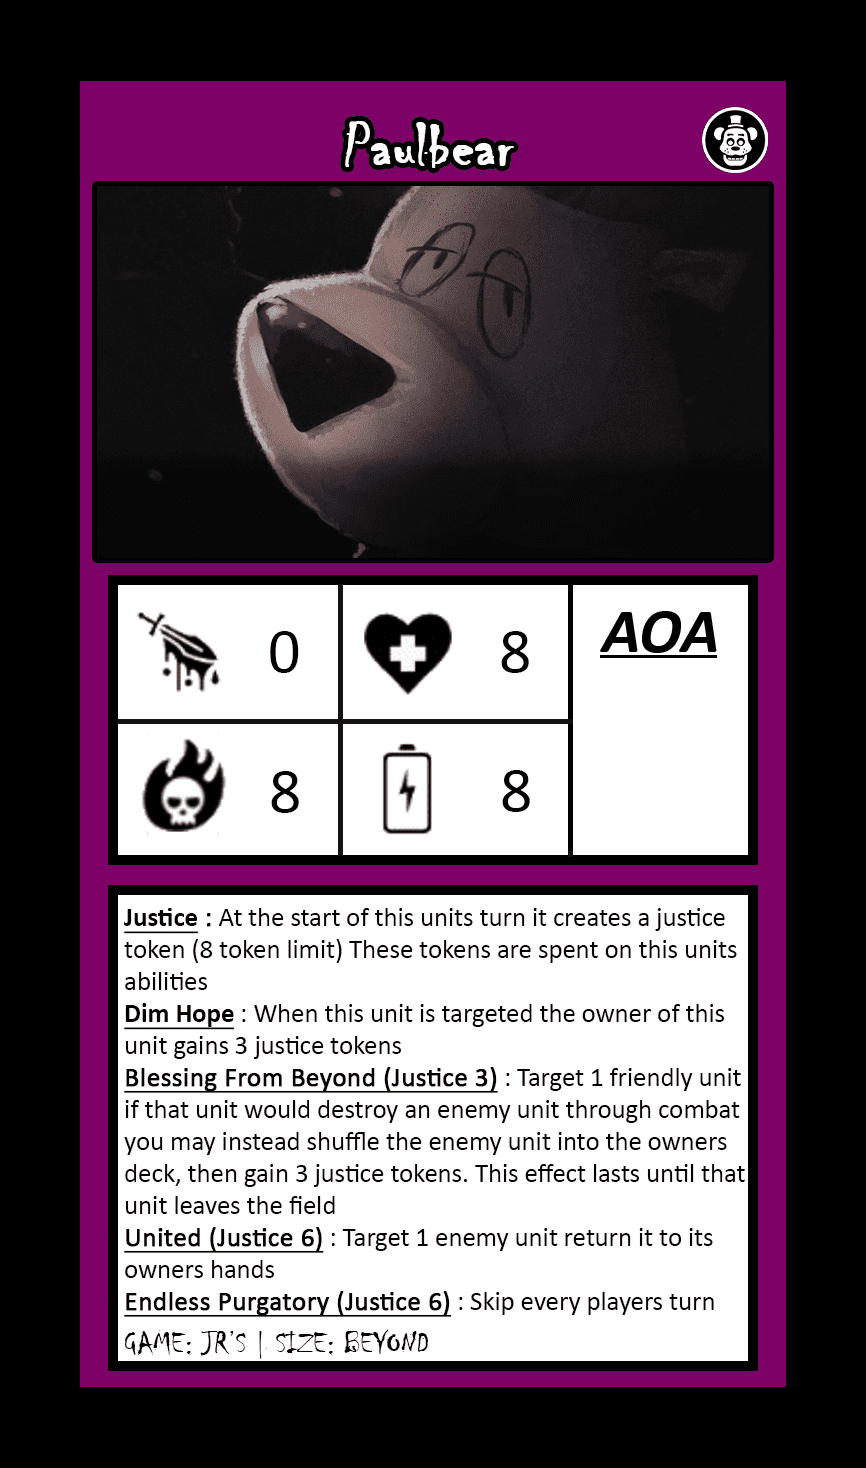 Paulbear
0
8
AOA
8
8
Justice : At the start of this units turn it creates a justice
token (8 token limit) These tokens are spent on this units
abilities
Dim Hope : When this unit is targeted the owner of this
unit gains 3 justice tokens
Blessing From Beyond (Justice 3) : Target 1 friendly unit
if that unit would destroy an enemy unit through combat
you may instead shuffle the enemy unit into the owners
deck, then gain 3 justice tokens. This effect lasts until that
unit leaves the field
United (Justice 6) : Target 1 enemy unit return it to its
owners hands
Endless Purgatory (Justice 6) : Skip every players turn
GAME: JR'S | SIZE: BEYOND